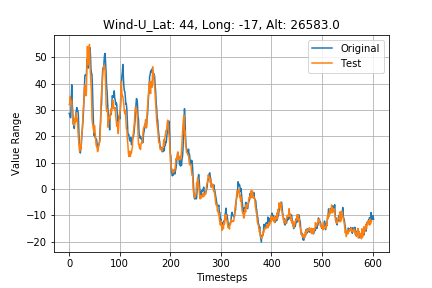 Wind-U_Lat: 44, Long: -17, Alt: 26583.0
Original
Test
Value Range
50
40
30
20
10
0
−10
−20
0 100 200 300 400 500 600
Timesteps